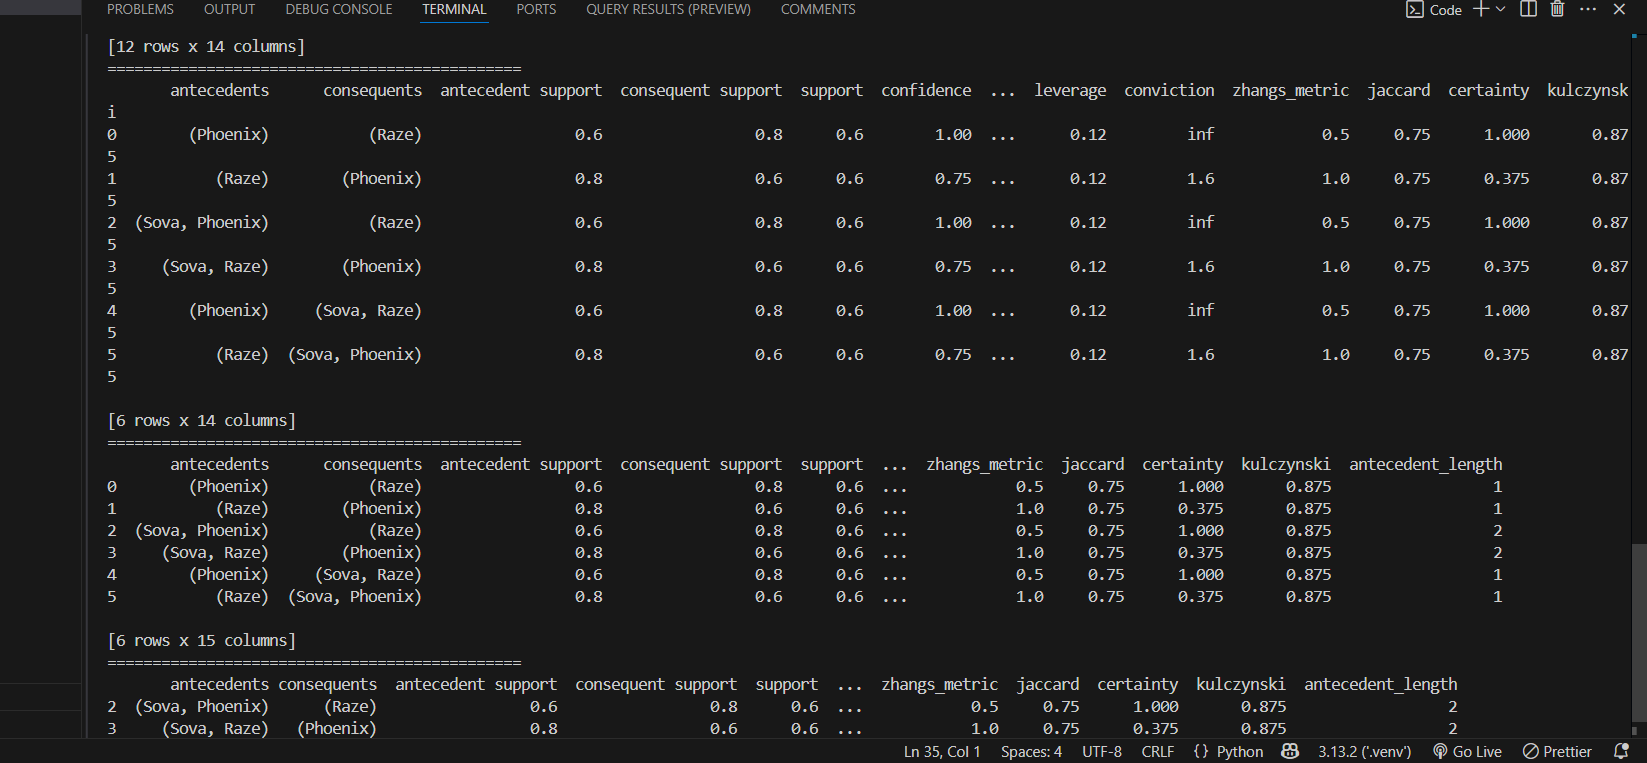 PROBLEMS OUTPUT DEBUG CONSOLE TERMINAL PORTS QUERY RESULTS (PREVIEW) COMMENTS Code
[12 rows x 14 columns]
==============================================
antecedents consequents antecedent support consequent support support confidence ... leverage conviction zhangs_metric jaccard certainty kulczynsk
i
0 (Phoenix) (Raze) 0.6 0.8 0.6 1.00 ... 0.12 inf 0.5 0.75 1.000 0.87
5
1 (Raze) (Phoenix) 0.8 0.6 0.6 0.75 ... 0.12 1.6 1.0 0.75 0.375 0.87
5
2 (Sova, Phoenix) (Raze) 0.6 0.8 0.6 1.00 ... 0.12 inf 0.5 0.75 1.000 0.87
5
3 (Sova, Raze) (Phoenix) 0.8 0.6 0.6 0.75 ... 0.12 1.6 1.0 0.75 0.375 0.87
5
4 (Phoenix) (Sova, Raze) 0.6 0.8 0.6 1.00 ... 0.12 inf 0.5 0.75 1.000 0.87
5
5 (Raze) (Sova, Phoenix) 0.8 0.6 0.6 0.75 ... 0.12 1.6 1.0 0.75 0.375 0.87
5
[6 rows x 14 columns]
==============================================
antecedents consequents antecedent support consequent support support ... zhangs_metric jaccard certainty kulczynski antecedent_length
0 (Phoenix) (Raze) 0.6 0.8 0.6 ... 0.5 0.75 1.000 0.875 1
1 (Raze) (Phoenix) 0.8 0.6 0.6 ... 1.0 0.75 0.375 0.875 1
2 (Sova, Phoenix) (Raze) 0.6 0.8 0.6 ... 0.5 0.75 1.000 0.875 2
3 (Sova, Raze) (Phoenix) 0.8 0.6 0.6 ... 1.0 0.75 0.375 0.875 2
4 (Phoenix) (Sova, Raze) 0.6 0.8 0.6 ... 0.5 0.75 1.000 0.875 1
5 (Raze) (Sova, Phoenix) 0.8 0.6 0.6 ... 1.0 0.75 0.375 0.875 1
[6 rows x 15 columns]
==============================================
antecedents consequents antecedent support consequent support support ... zhangs_metric jaccard certainty kulczynski antecedent_length
2 (Sova, Phoenix) (Raze) 0.6 0.8 0.6 ... 0.5 0.75 1.000 0.875 2
3 (Sova, Raze) (Phoenix) 0.8 0.6 0.6 ... 1.0 0.75 0.375 0.875 2
Ln 35, Col 1 Spaces: 4 UTF-8 CRLF {} Python 3.13.2 ('.venv') Go Live Prettier